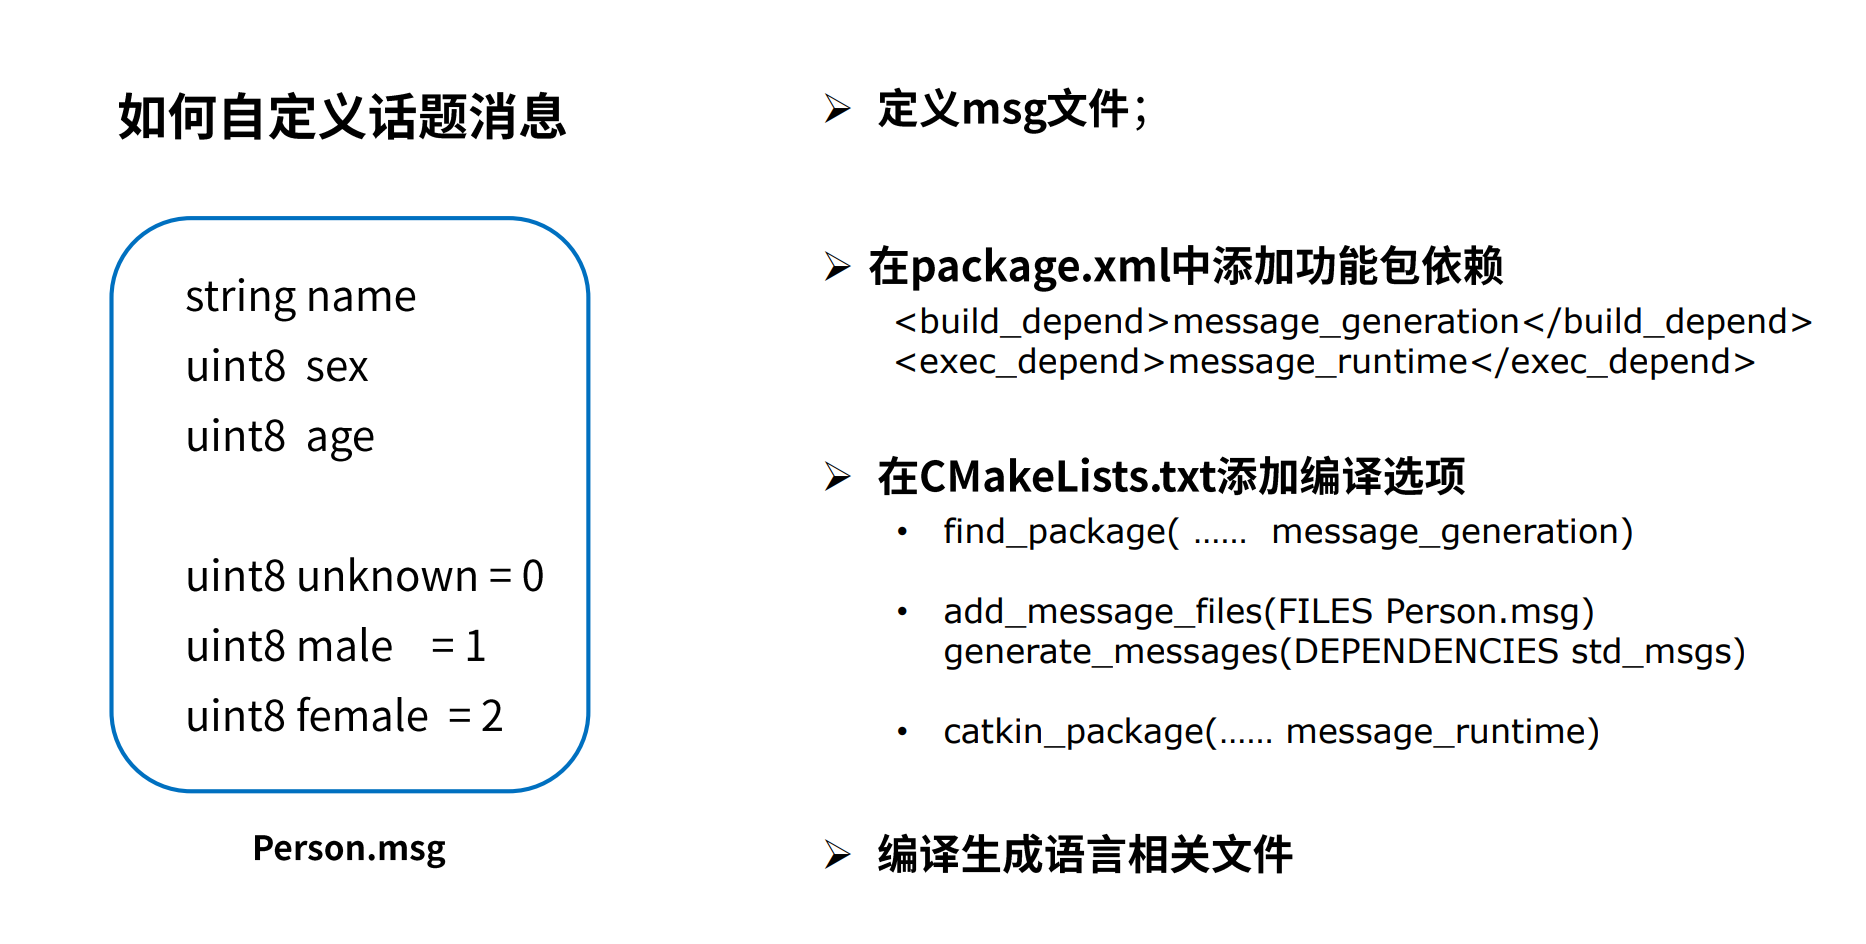 如何自定义话题消息
string name
uint8 sex
uint8 age
uint8 unknown = 0
uint8 male = 1
uint8 female = 2
Person.msg
➢ 定义msg文件；
➢ 在package.xml中添加功能包依赖
<build_depend>message_generation</build_depend>
<exec_depend>message_runtime</exec_depend>
➢ 在CMakeLists.txt添加编译选项
• find_package( …… message_generation)
• add_message_files(FILES Person.msg)
generate_messages(DEPENDENCIES std_msgs)
• catkin_package(…… message_runtime)
➢ 编译生成语言相关文件